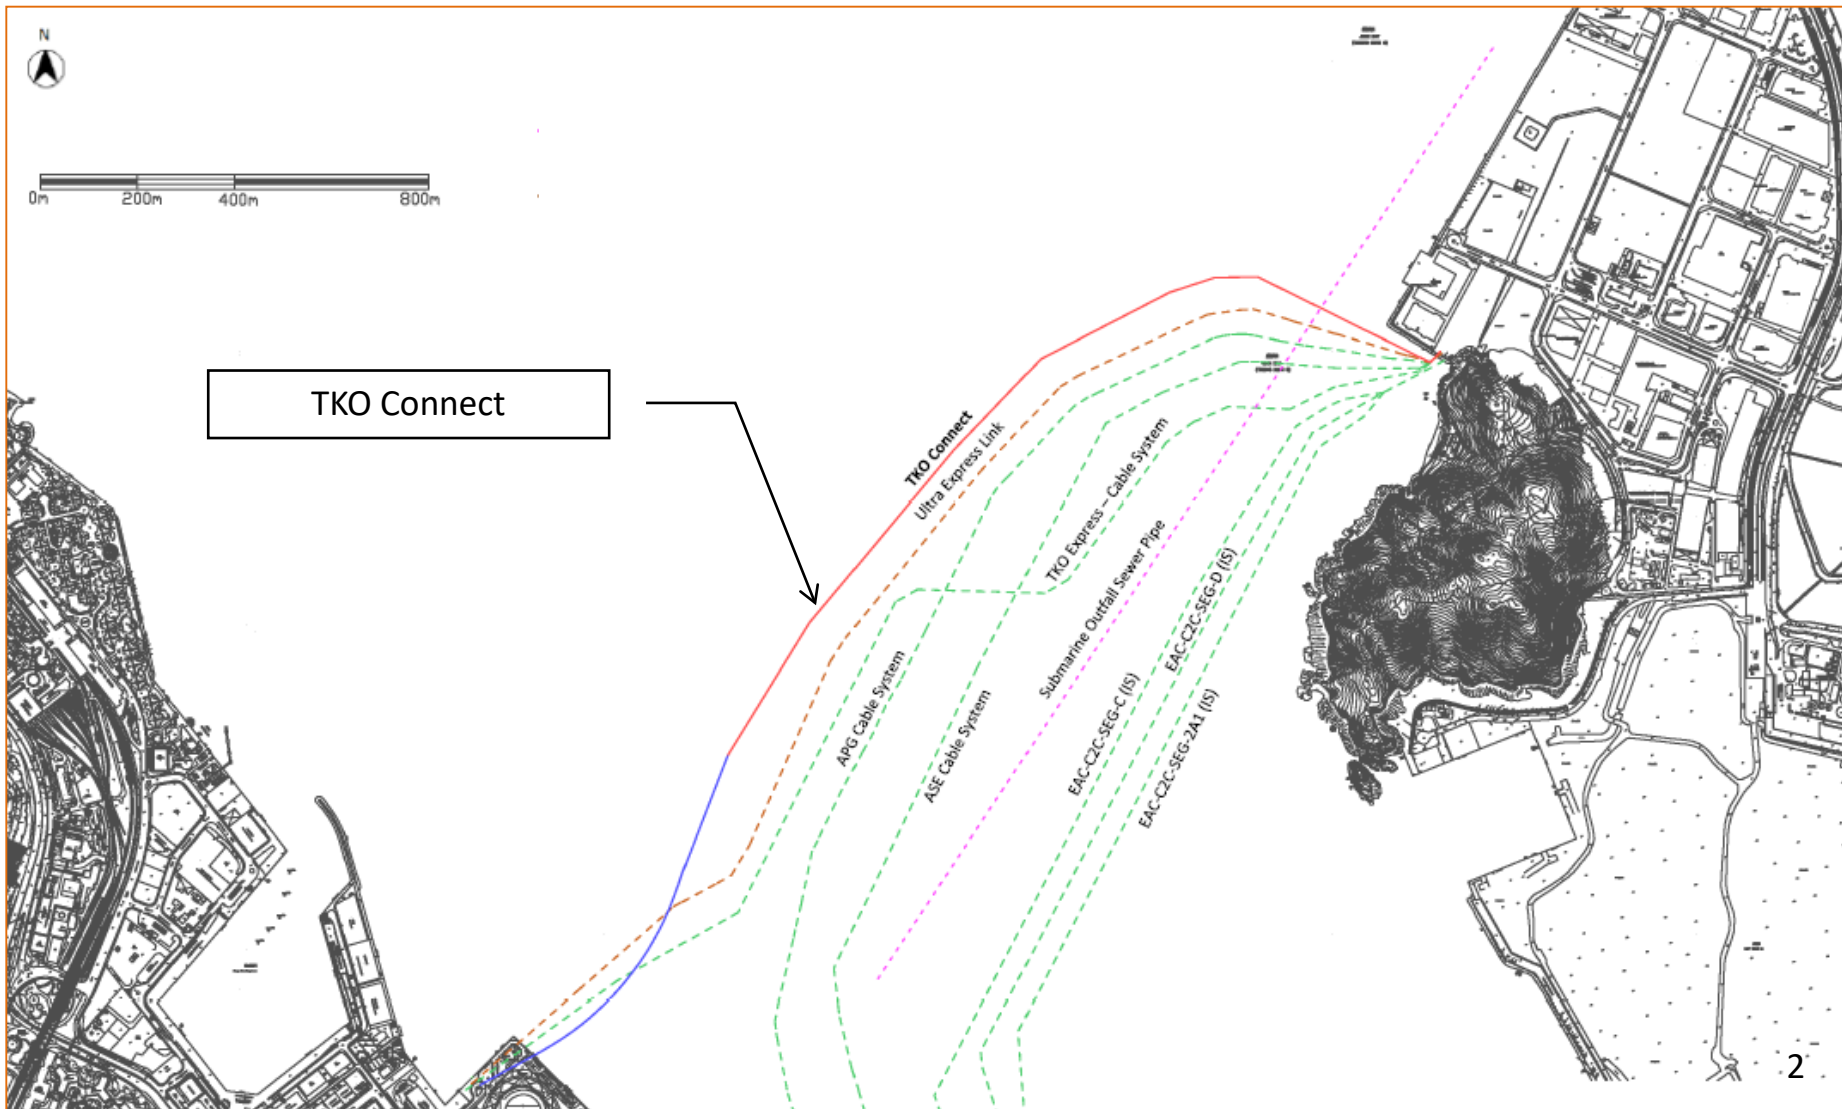 N
0m 200m 400m 800m
TKO Connect
TKO Connect
Ultra Express Link
TKO Express – Cable System
Submarine Outfall Sewer Pipe
APG Cable System
ASE Cable System
EAC-C2C-SEG-C (IS)
EAC-C2C-SEG-D (IS)
EAC-C2C-SEG-2A1 (IS)
2